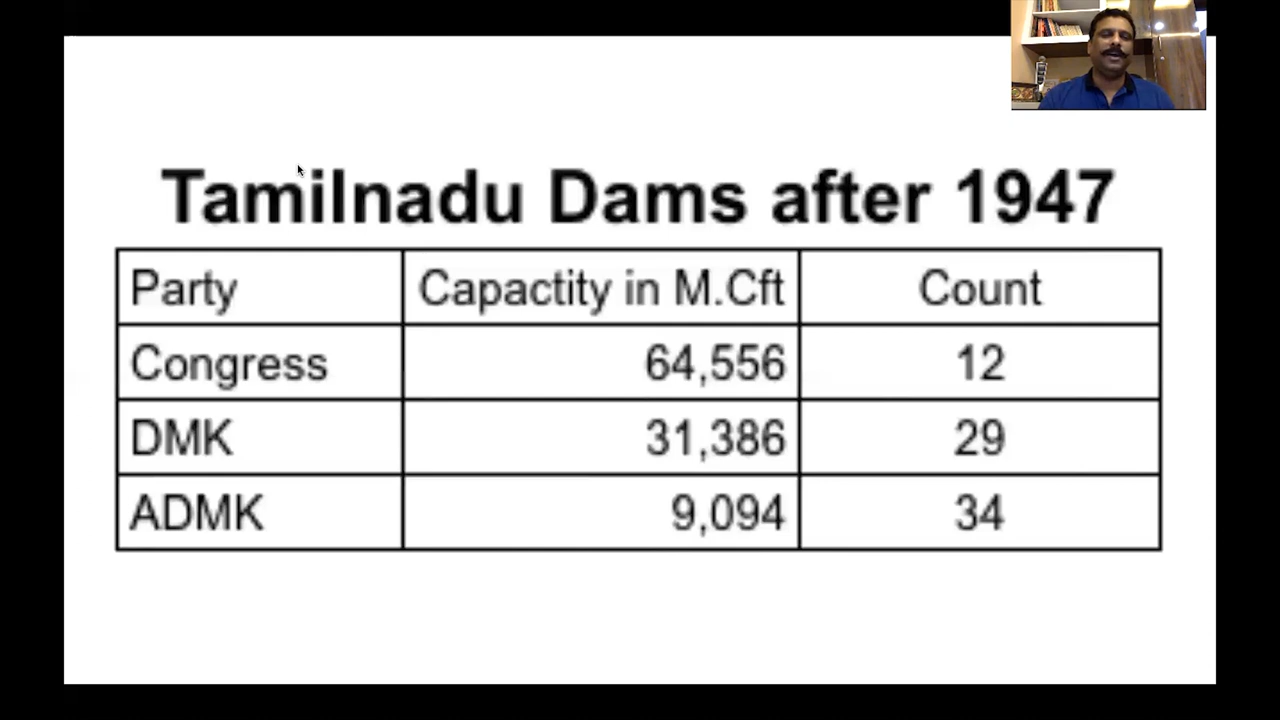 Tamilnadu Dams after 1947
Party Capactity in M.Cft Count
Congress 64,556 12
DMK 31,386 29
ADMK 9,094 34